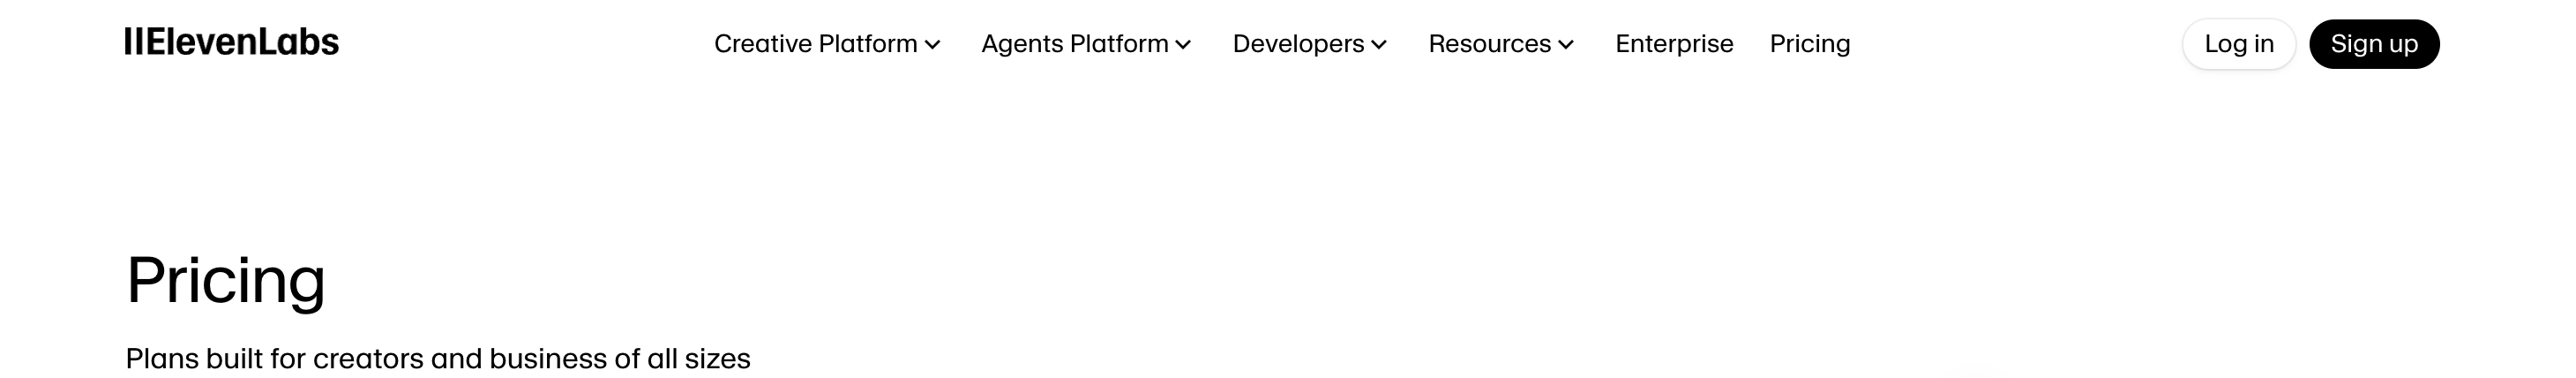 IIElevenLabs
Creative Platform Agents Platform Developers Resources Enterprise Pricing
Log in Sign up
Pricing
Plans built for creators and business of all sizes